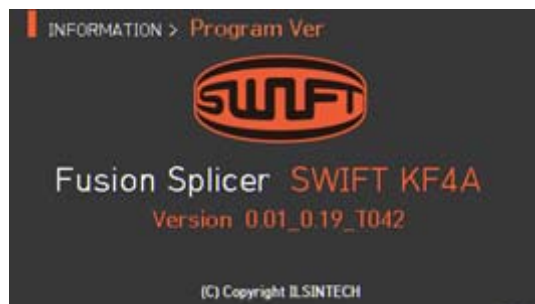 INFORMATION > Program Ver
SWIFT
Fusion Splicer SWIFT KF4A
Version 0.01_0.19_T042
(C) Copyright ILSINTECH